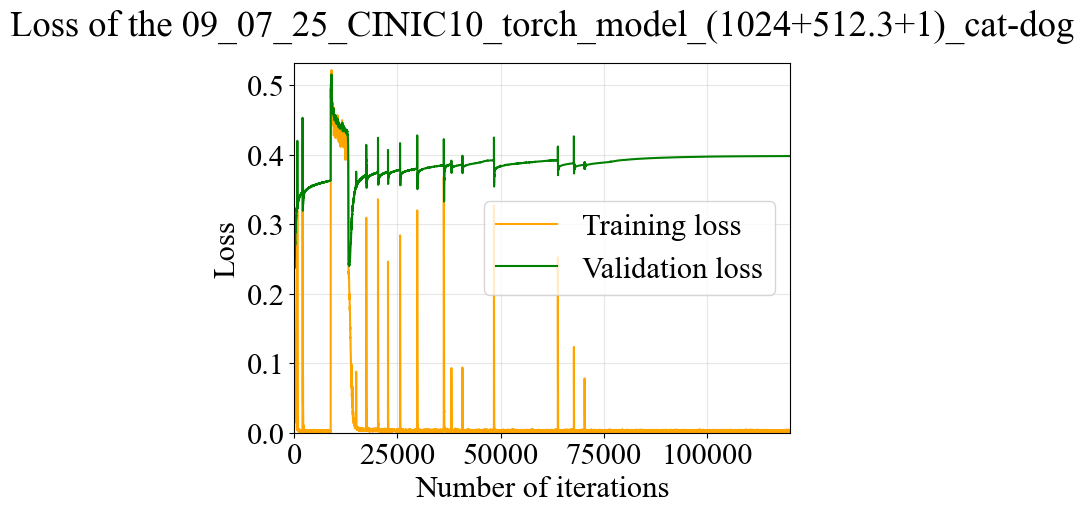 Loss of the 09_07_25_CINIC10_torch_model_(1024+512.3+1)_cat-dog
0.5
0.4
0.3
0.2
0.1
0.0
Loss
Training loss
Validation loss
0 25000 50000 75000 100000
Number of iterations